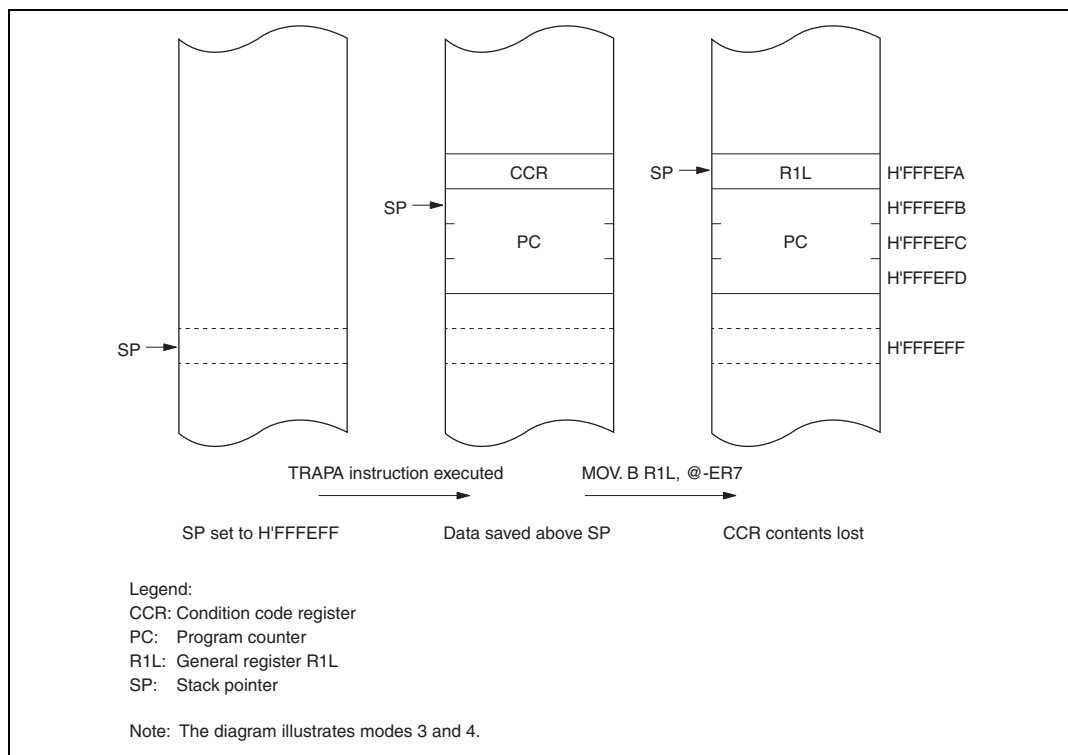 CCR
SP
R1L
H'FFFEFA
SP
H'FFFEFB
PC
PC
H'FFFEFC
H'FFFEFD
SP
H'FFFEFF
TRAPA instruction executed
MOV. B R1L, @-ER7
SP set to H'FFFEFF
Data saved above SP
CCR contents lost
Legend:
CCR: Condition code register
PC: Program counter
R1L: General register R1L
SP: Stack pointer
Note: The diagram illustrates modes 3 and 4.